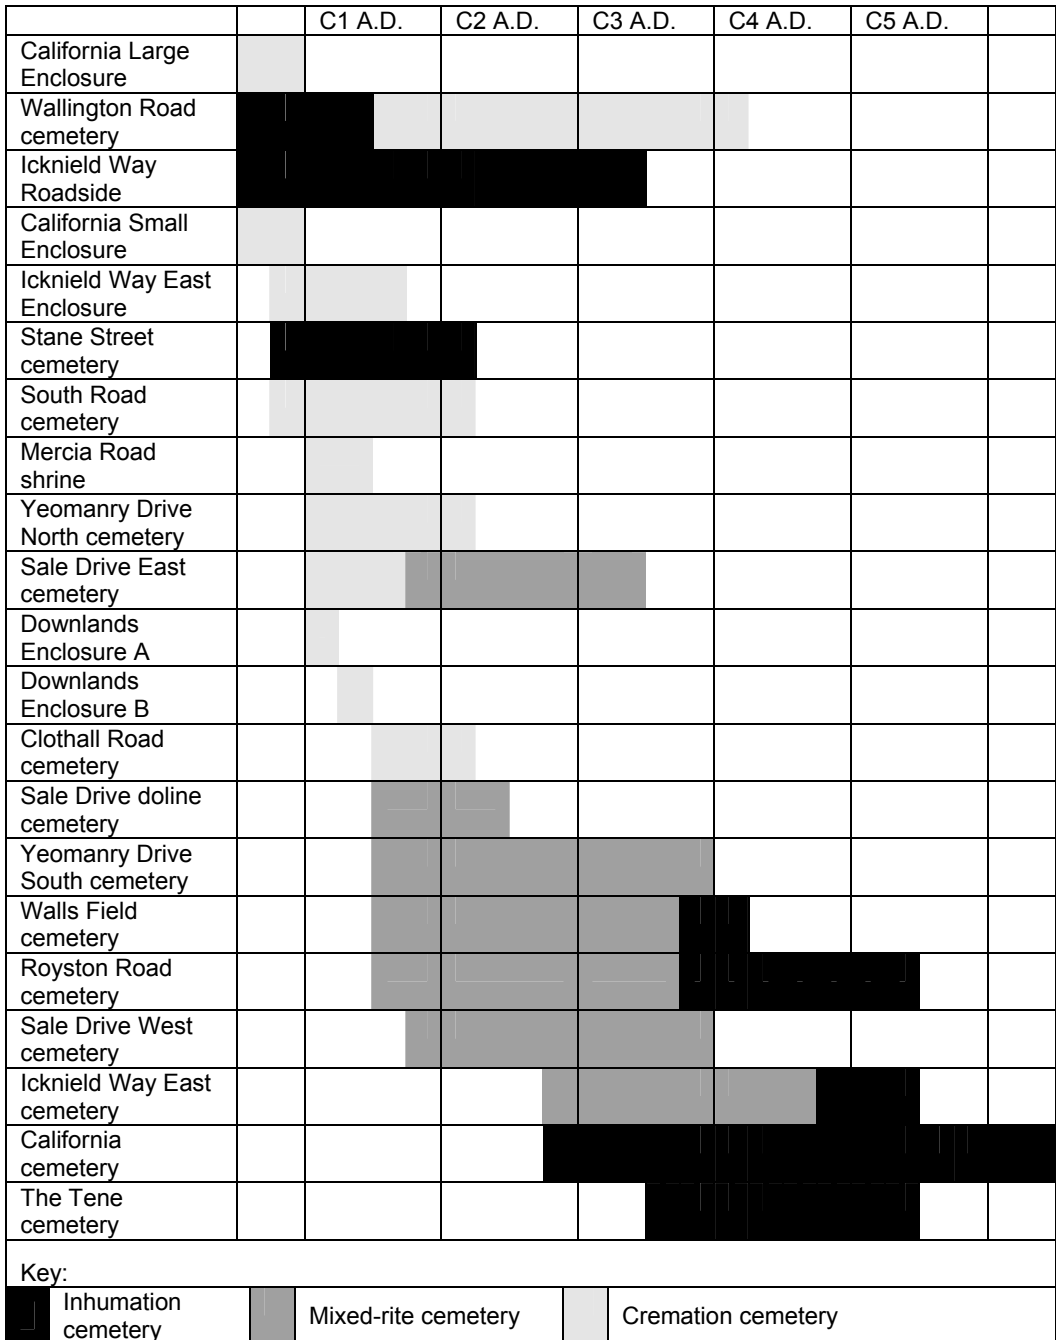 C1 A.D. C2 A.D. C3 A.D. C4 A.D. C5 A.D.
California Large
Enclosure
Wallington Road
cemetery
Icknield Way
Roadside
California Small
Enclosure
Icknield Way East
Enclosure
Stane Street
cemetery
South Road
cemetery
Mercia Road
shrine
Yeomanry Drive
North cemetery
Sale Drive East
cemetery
Downlands
Enclosure A
Downlands
Enclosure B
Clothall Road
cemetery
Sale Drive doline
cemetery
Yeomanry Drive
South cemetery
Walls Field
cemetery
Royston Road
cemetery
Sale Drive West
cemetery
Icknield Way East
cemetery
California
cemetery
The Tene
cemetery
Key:
Inhumation
cemetery
Mixed-rite cemetery
Cremation cemetery